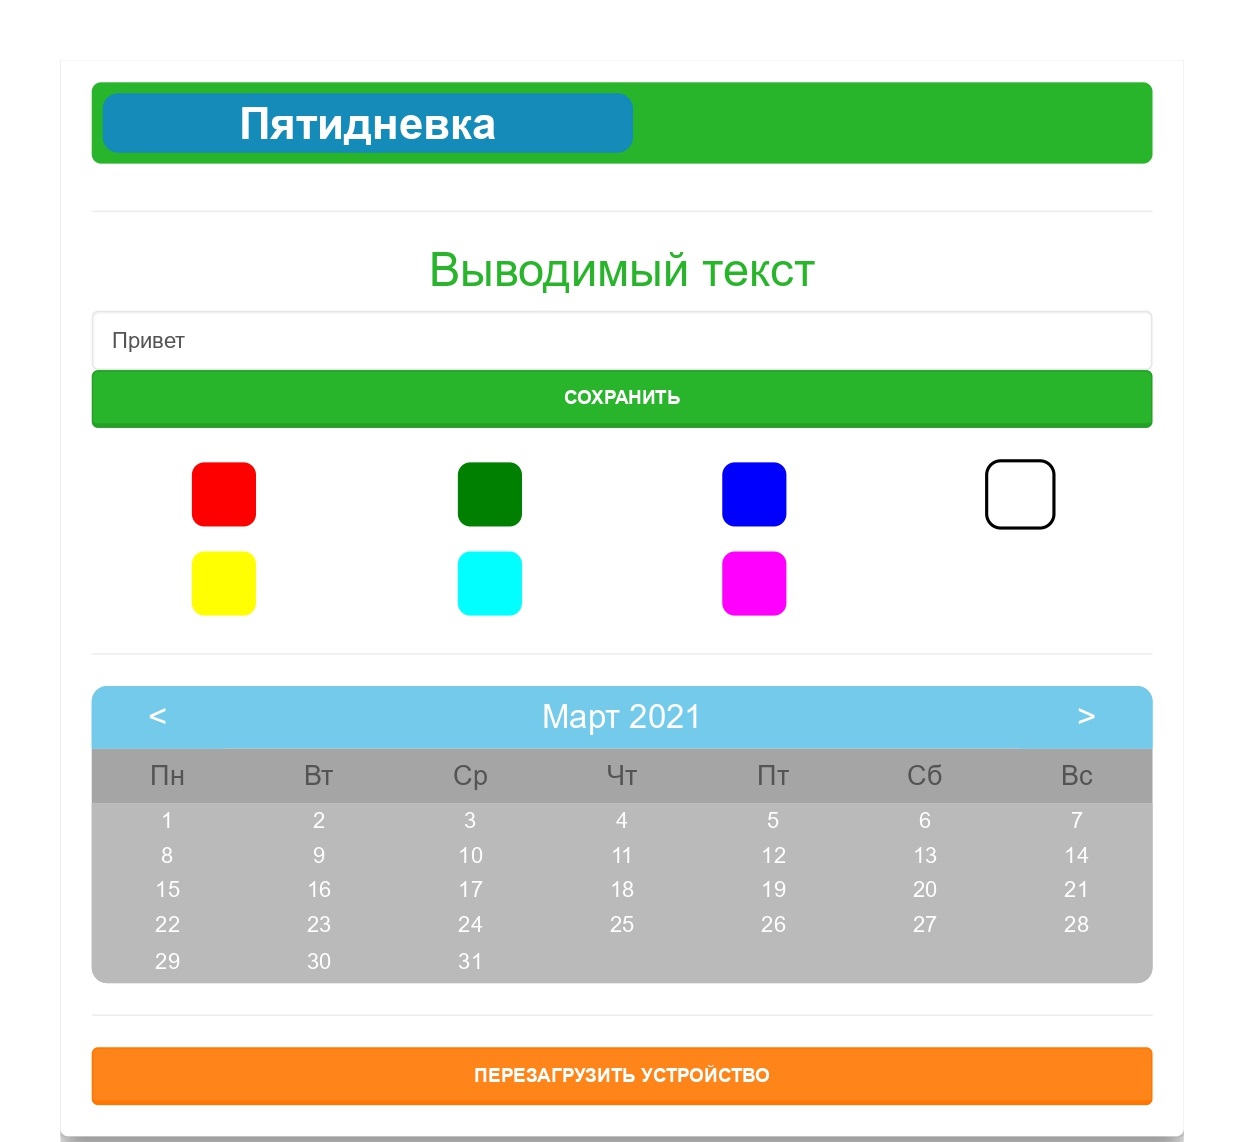 Пятидневка
Выводимый текст
Привет
СОХРАНИТЬ
< Март 2021 >
Пн Вт Ср Чт Пт Сб Вс
1 2 3 4 5 6 7
8 9 10 11 12 13 14
15 16 17 18 19 20 21
22 23 24 25 26 27 28
29 30 31
ПЕРЕЗАГРУЗИТЬ УСТРОЙСТВО